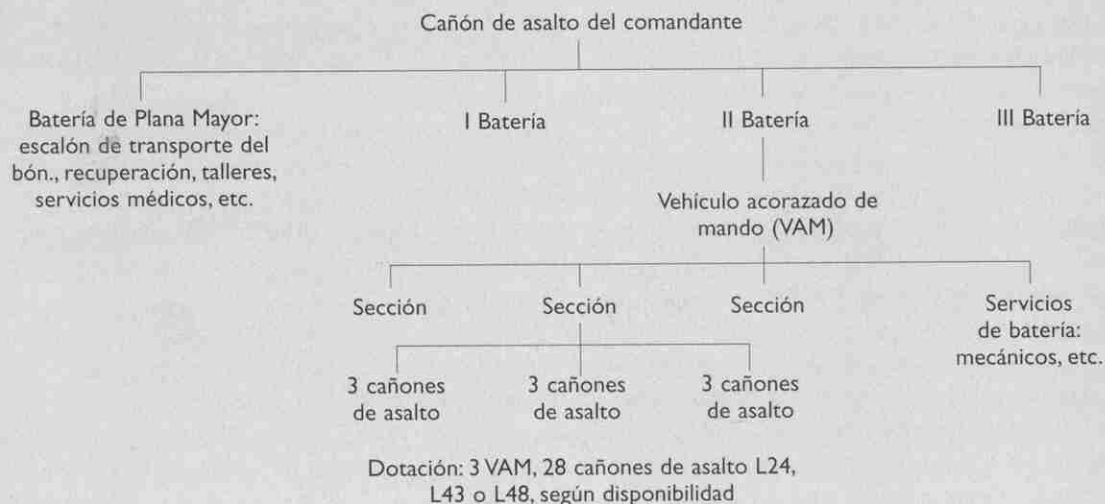 Cañón de asalto del comandante
Batería de Plana Mayor:
escalón de transporte del
bón., recuperación, talleres,
servicios médicos, etc.
I Batería
II Batería
III Batería
Vehículo acorazado de
mando (VAM)
Sección
Sección
Sección
Servicios
de batería:
mecánicos, etc.
3 cañones
de asalto
3 cañones
de asalto
3 cañones
de asalto
Dotación: 3 VAM, 28 cañones de asalto L24,
L43 o L48, según disponibilidad